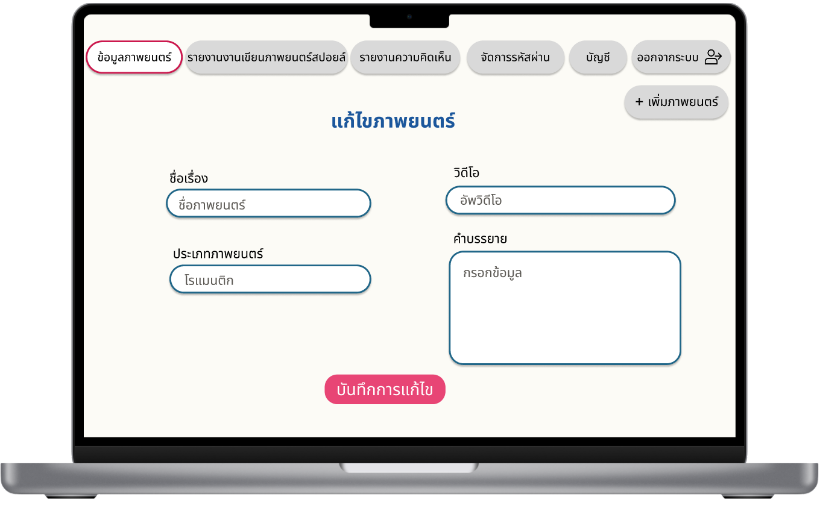 ข้อมูลภาพยนตร์
รายงานงานเขียนภาพยนตร์สปอยล์
รายงานความคิดเห็น
จัดการรหัสผ่าน
บัญชี
ออกจากระบบ
+ เพิ่มภาพยนตร์
แก้ไขภาพยนตร์
ชื่อเรื่อง
ชื่อภาพยนตร์
วิดีโอ
อัพวิดีโอ
ประเภทภาพยนตร์
โรแมนติก
คำบรรยาย
กรอกข้อมูล
บันทึกการแก้ไข